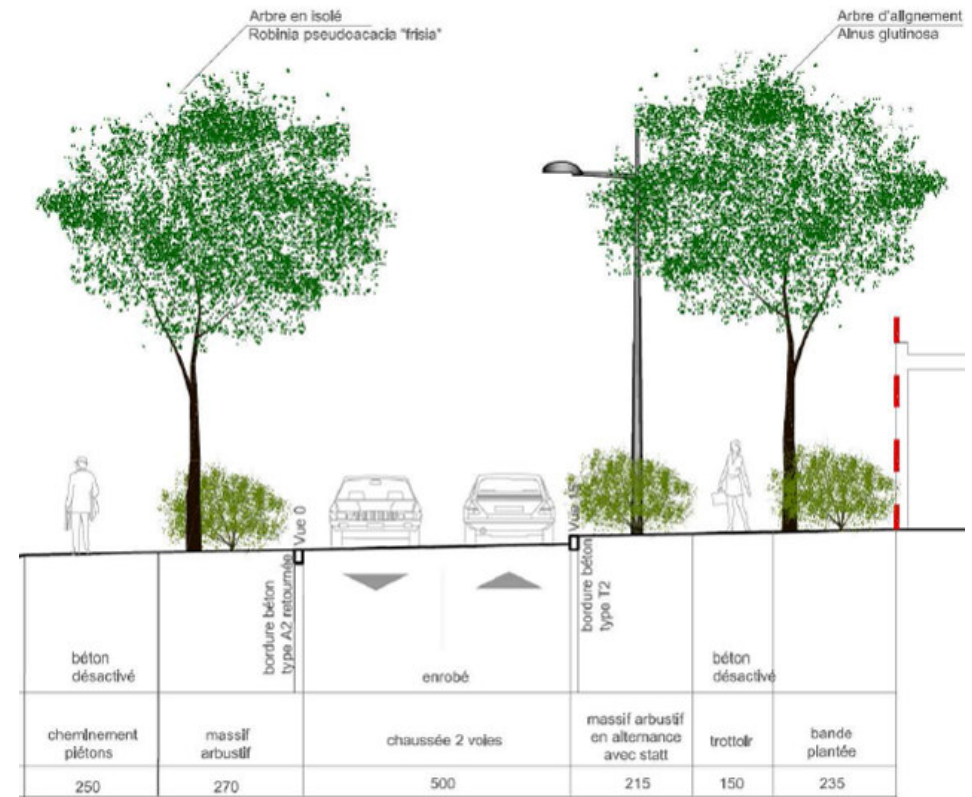 Arbre en isolé
Robinia pseudoacacia "frisia"
Arbre d'alignement
Alnus glutinosa
Vue 0
Vue 15
bordure béton
type A2 retournée
bordure béton
type T2
béton
désactivé
enrobé
béton
désactivé
cheminement
piétons
massif
arbustif
chaussée 2 voies
massif arbustif
en alternance
avec statt
trottoir
bande
plantée
250
270
500
215
150
235